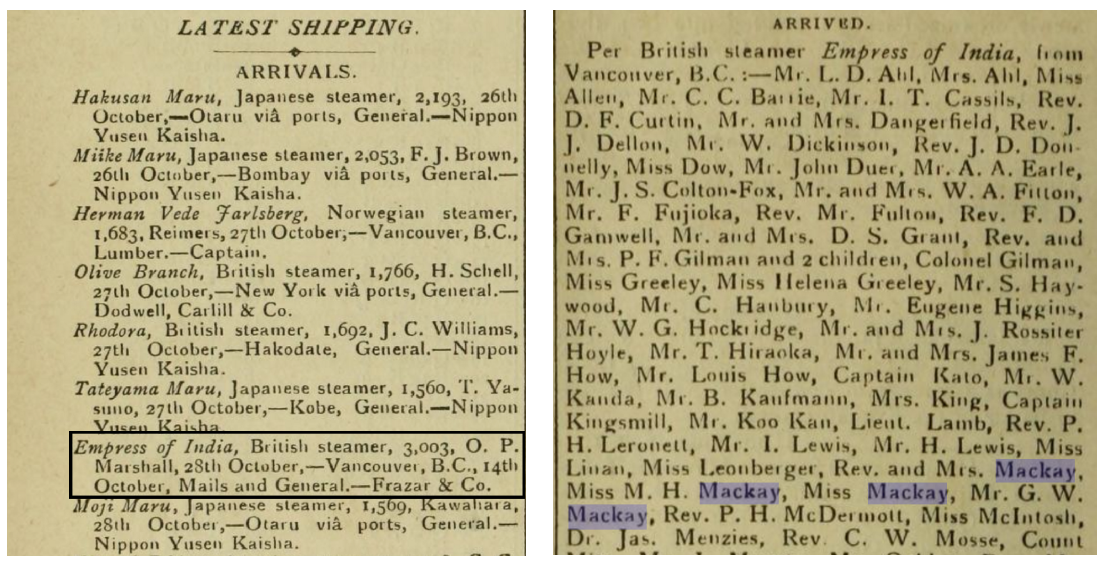 LATEST SHIPPING.
ARRIVALS.
Hakusan Maru, Japanese steamer, 2,193, 26th
October,—Otaru viâ ports, General.—Nippon
Yusen Kaisha.
Miike Maru, Japanese steamer, 2,053, F. J. Brown,
26th October,—Bombay viâ ports, General.—
Nippon Yusen Kaisha.
Herman Vede Jarlsberg, Norwegian steamer,
1,683, Reimers, 27th October,—Vancouver, B.C.,
Lumber.—Captain.
Olive Branch, British steamer, 1,766, H. Schell,
27th October,—New York viâ ports, General.—
Dodwell, Carlill & Co.
Rhodora, British steamer, 1,692, J. C. Williams,
27th October,—Hakodate, General.—Nippon
Yusen Kaisha.
Tateyama Maru, Japanese steamer, 1,560, T. Ya-
suno, 27th October,—Kobe, General.—Nippon
Yusen Kaisha.
Empress of India, British steamer, 3,003, O. P.
Marshall, 28th October,—Vancouver, B.C., 14th
October, Mails and General.—Frazar & Co.
Moji Maru, Japanese steamer, 1,569, Kawahara,
28th October,—Otaru viâ ports, General.—
Nippon Yusen Kaisha.
ARRIVED.
Per British steamer Empress of India, from
Vancouver, B.C. :—Mr. L. D. Ahl, Mrs. Ahl, Miss
Allen, Mr. C. C. Barrie, Mr. I. T. Cassils, Rev.
D. F. Curtin, Mr. and Mrs. Dangerfield, Rev. J.
J. Dellon, Mr. W. Dickinson, Rev. J. D. Don-
nelly, Miss Dow, Mr. John Duer, Mr. A. A. Earle,
Mr. J. S. Colton-Fox, Mr. and Mrs. W. A. Fitton,
Mr. F. Fujioka, Rev. Mr. Fulton, Rev. F. D.
Gamwell, Mr. and Mrs. D. S. Grant, Rev. and
Mrs. P. F. Gilman and 2 children, Colonel Gilman,
Miss Greeley, Miss Helena Greeley, Mr. S. Hay-
wood, Mr. C. Hanbury, Mr. Eugene Higgins,
Mr. W. G. Hockridge, Mr. and Mrs. J. Rossiter
Hoyle, Mr. T. Hiraoka, Mr. and Mrs. James F.
How, Mr. Louis How, Captain Kato, Mr. W.
Kanda, Mr. B. Kaufmann, Mrs. King, Captain
Kingsmill, Mr. Koo Kan, Lieut. Lamb, Rev. P.
H. Leronett, Mr. I. Lewis, Mr. H. Lewis, Miss
Linan, Miss Leonberger, Rev. and Mrs. Mackay,
Miss M. H. Mackay, Miss Mackay, Mr. G. W.
Mackay, Rev. P. H. McDermott, Miss McIntosh,
Dr. Jas. Menzies, Rev. C. W. Mosse, Count